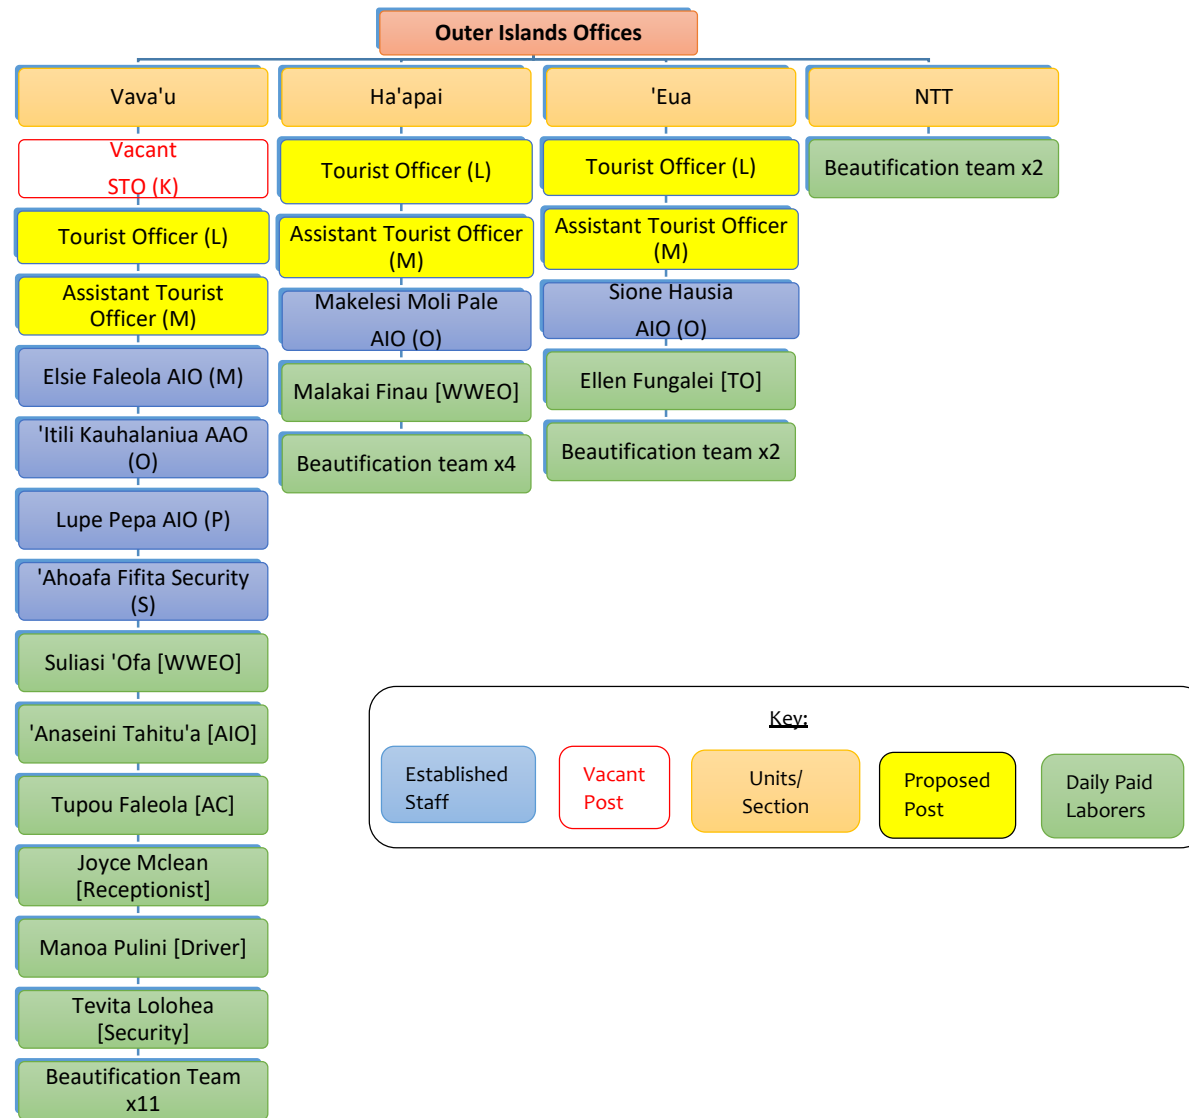 Outer Islands Offices
Vava'u
Vacant
STO (K)
Tourist Officer (L)
Assistant Tourist
Officer (M)
Elsie Faleola AIO (M)
'Itili Kauhalaniua AAO
(O)
Lupe Pepa AIO (P)
'Ahoafa Fifita Security
(S)
Suliasi 'Ofa [WWEO]
'Anaseini Tahitu'a [AIO]
Tupou Faleola [AC]
Joyce Mclean
[Receptionist]
Manoa Pulini [Driver]
Tevita Lolohea
[Security]
Beautification Team
x11
Ha'apai
Tourist Officer (L)
Assistant Tourist Officer
(M)
Makelesi Moli Pale
AIO (O)
Malakai Finau [WWEO]
Beautification team x4
'Eua
Tourist Officer (L)
Assistant Tourist Officer
(M)
Sione Hausia
AIO (O)
Ellen Fungalei [TO]
Beautification team x2
NTT
Beautification team x2
Key:
Established
Staff
Vacant
Post
Units/
Section
Proposed
Post
Daily Paid
Laborers